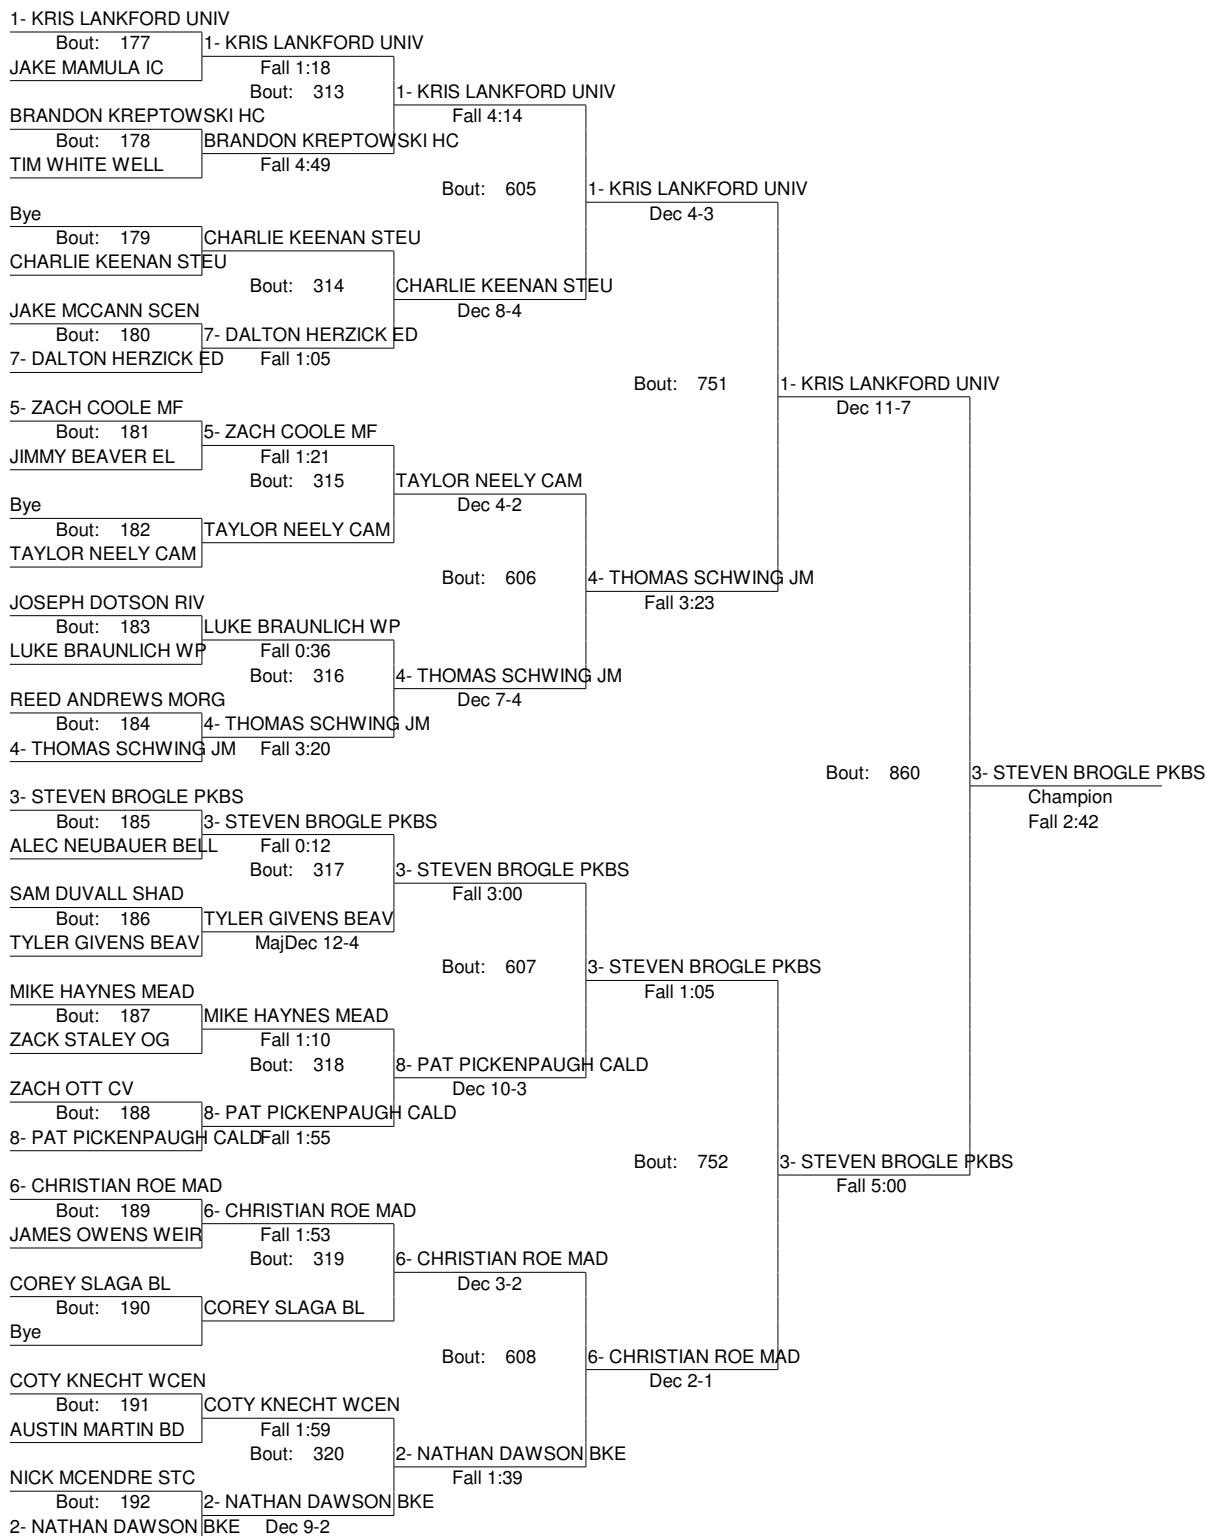 1- KRIS LANKFORD UNIV
Bout: 177
1- KRIS LANKFORD UNIV
JAKE MAMULA IC
Fall 1:18
Bout: 313
1- KRIS LANKFORD UNIV
BRANDON KREPTOWSKI HC
Fall 4:14
Bout: 178
BRANDON KREPTOWSKI HC
TIM WHITE WELL
Fall 4:49
Bout: 605
1- KRIS LANKFORD UNIV
Bye
Dec 4-3
Bout: 179
CHARLIE KEENAN STEU
CHARLIE KEENAN STEU
Bout: 314
CHARLIE KEENAN STEU
JAKE MCCANN SCEN
Dec 8-4
Bout: 180
7- DALTON HERZICK ED
7- DALTON HERZICK ED
Fall 1:05
Bout: 751
1- KRIS LANKFORD UNIV
5- ZACH COOLE MF
Dec 11-7
Bout: 181
5- ZACH COOLE MF
JIMMY BEAVER EL
Fall 1:21
Bout: 315
TAYLOR NEELY CAM
Bye
Dec 4-2
Bout: 182
TAYLOR NEELY CAM
TAYLOR NEELY CAM
Bout: 606
4- THOMAS SCHWING JM
JOSEPH DOTSON RIV
Fall 3:23
Bout: 183
LUKE BRAUNLICH WP
LUKE BRAUNLICH WP
Fall 0:36
Bout: 316
4- THOMAS SCHWING JM
REED ANDREWS MORG
Dec 7-4
Bout: 184
4- THOMAS SCHWING JM
4- THOMAS SCHWING JM
Fall 3:20
Bout: 860
3- STEVEN BROGLE PKBS
3- STEVEN BROGLE PKBS
Champion
Bout: 185
3- STEVEN BROGLE PKBS
Fall 2:42
ALEC NEUBAUER BELL
Fall 0:12
Bout: 317
3- STEVEN BROGLE PKBS
SAM DUVALL SHAD
Fall 3:00
Bout: 186
TYLER GIVENS BEAV
TYLER GIVENS BEAV
MajDec 12-4
Bout: 607
3- STEVEN BROGLE PKBS
MIKE HAYNES MEAD
Fall 1:05
Bout: 187
MIKE HAYNES MEAD
ZACK STALEY OG
Fall 1:10
Bout: 318
8- PAT PICKENPAUGH CALD
ZACH OTT CV
Dec 10-3
Bout: 188
8- PAT PICKENPAUGH CALD
8- PAT PICKENPAUGH CALD
Fall 1:55
Bout: 752
3- STEVEN BROGLE PKBS
6- CHRISTIAN ROE MAD
Fall 5:00
Bout: 189
6- CHRISTIAN ROE MAD
JAMES OWENS WEIR
Fall 1:53
Bout: 319
6- CHRISTIAN ROE MAD
COREY SLAGA BL
Dec 3-2
Bout: 190
COREY SLAGA BL
Bye
Bout: 608
6- CHRISTIAN ROE MAD
COTY KNECHT WCEN
Dec 2-1
Bout: 191
COTY KNECHT WCEN
AUSTIN MARTIN BD
Fall 1:59
Bout: 320
2- NATHAN DAWSON BKE
NICK MCENDRE STC
Fall 1:39
Bout: 192
2- NATHAN DAWSON BKE
2- NATHAN DAWSON BKE
Dec 9-2